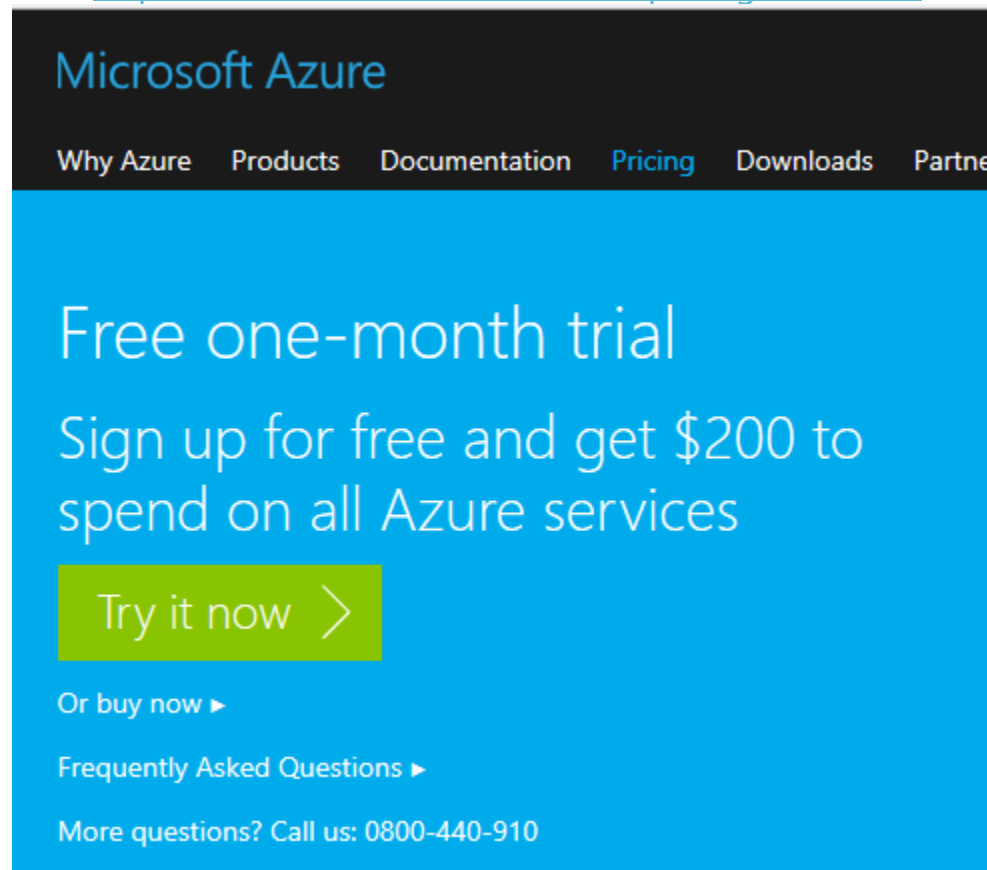 Microsoft Azure
Why Azure Products Documentation Pricing Downloads Partne
Free one-month trial
Sign up for free and get $200 to
spend on all Azure services
Try it now
Or buy now ▸
Frequently Asked Questions ▸
More questions? Call us: 0800-440-910